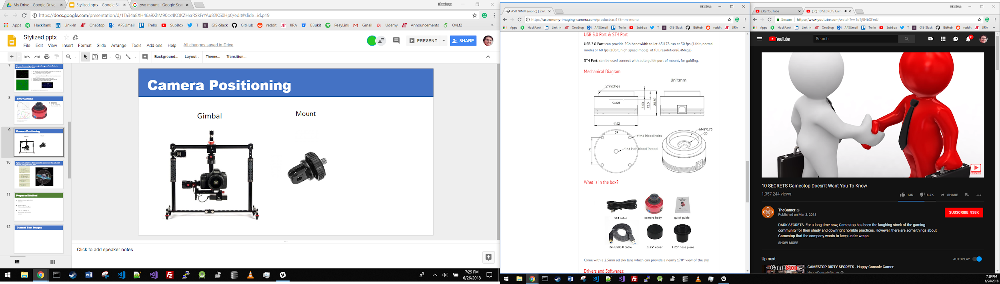 My Drive - Google Drive
Stylized.pptx - Google Sli
zwo mount - Google Sea
Harrison
https://docs.google.com/presentation/d/1Ta34a8XH46a9XhM90cx4KQKZHxrRSkFrYAu82KG0Hp0/edit#slide=id.p19
Apps HackRank Link-In OneStop APSUmail Trello SubBox T GIS-Slack GitHub reddit JIRA BBukit PeayLink Gmail Udemy Announcements OvLf2 »
Stylized.pptx
File Edit View Insert Format Slide Arrange Tools Add-ons Help All changes saved in Drive
PRESENT
SHARE
Background... Layout Theme... Transition...
7
8
ZWO Camera
9
Camera Positioning
10
11
Proposed Method
12
Current Test Images
Camera Positioning
Gimbal
Mount
Click to add speaker notes
7:29 PM
6/26/2018
ASI178MM (mono) | ZWC
Harrison
https://astronomy-imaging-camera.com/product/asi178mm-mono
Apps HackRank Link-In OneStop APSUmail Trello SubBox T GIS-Slack GitHub reddit JIRA »
USB 3.0 Port & ST4 Port
USB 3.0 Port: can provide 5Gb bandwidth to let ASI178 run at 30 fps (14bit, normal
mode) or 60 fps (10bit, high speed mode) at full resolution(6.4Mega).
ST4 Port: can be used connect with auto guide port of mount, for guiding.
Mechanical Diagram
Unit:mm
2"inches
CMOS
7.50
12.5
35.50
Ø62
39
39
4*M4 Tripod holes
1\4 inch Tripod Thread
M42*0.75
20
What is in the box?
ST4 cable
camera body
quick guide
2m USB3.0 cable
1.25" cover
1.25" nose piece
Come with a 2.5mm all sky lens which can provide a nearly 170° view of the sky.
Drivers and Softwares:
(36) YouTube
(36) 10 SECRETS Gam
Harrison
Secure
https://www.youtube.com/watch?v=1qTj9HbXFmU
Apps HackRank Link-In OneStop APSUmail Trello SubBox T GIS-Slack GitHub reddit JIRA »
YouTube
Search
9+
SUBSCRIBE
10 SECRETS Gamestop Doesn't Want You To Know
1,357,244 views
13K 5.7K SHARE
TheGamer
Published on Mar 3, 2018
SUBSCRIBE 938K
DARK SECRETS. For a long time now, Gamestop has been the laughing stock of the gaming
community for their shady and downright horrible practices. However, there are some things about
Gamestop that the company wants to keep under wraps.
SHOW MORE
Up next
AUTOPLAY
GameStop
GAMESTOP DIRTY SECRETS - Happy Console Gamer
HappyConsoleGamer
7:29 PM
6/26/2018